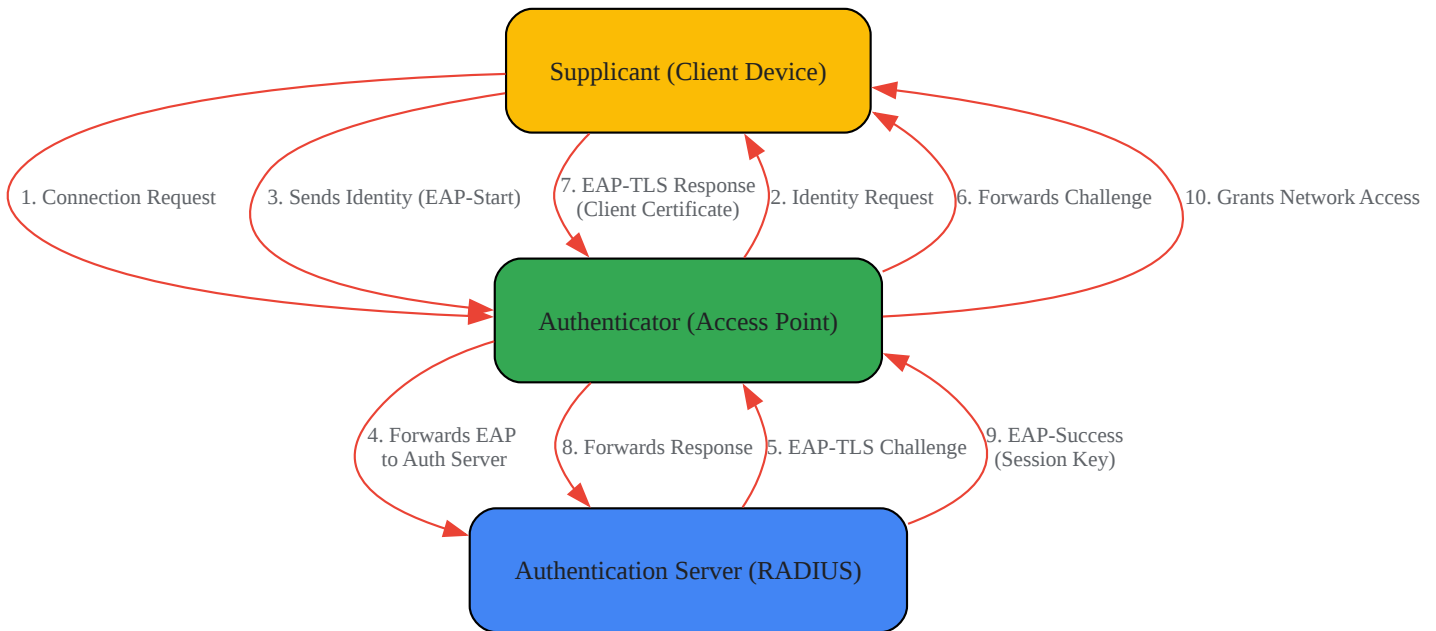 Supplicant (Client Device)
1. Connection Request
3. Sends Identity (EAP-Start)
7. EAP-TLS Response
(Client Certificate)
2. Identity Request
6. Forwards Challenge
10. Grants Network Access
Authenticator (Access Point)
4. Forwards EAP
to Auth Server
8. Forwards Response
5. EAP-TLS Challenge
9. EAP-Success
(Session Key)
Authentication Server (RADIUS)